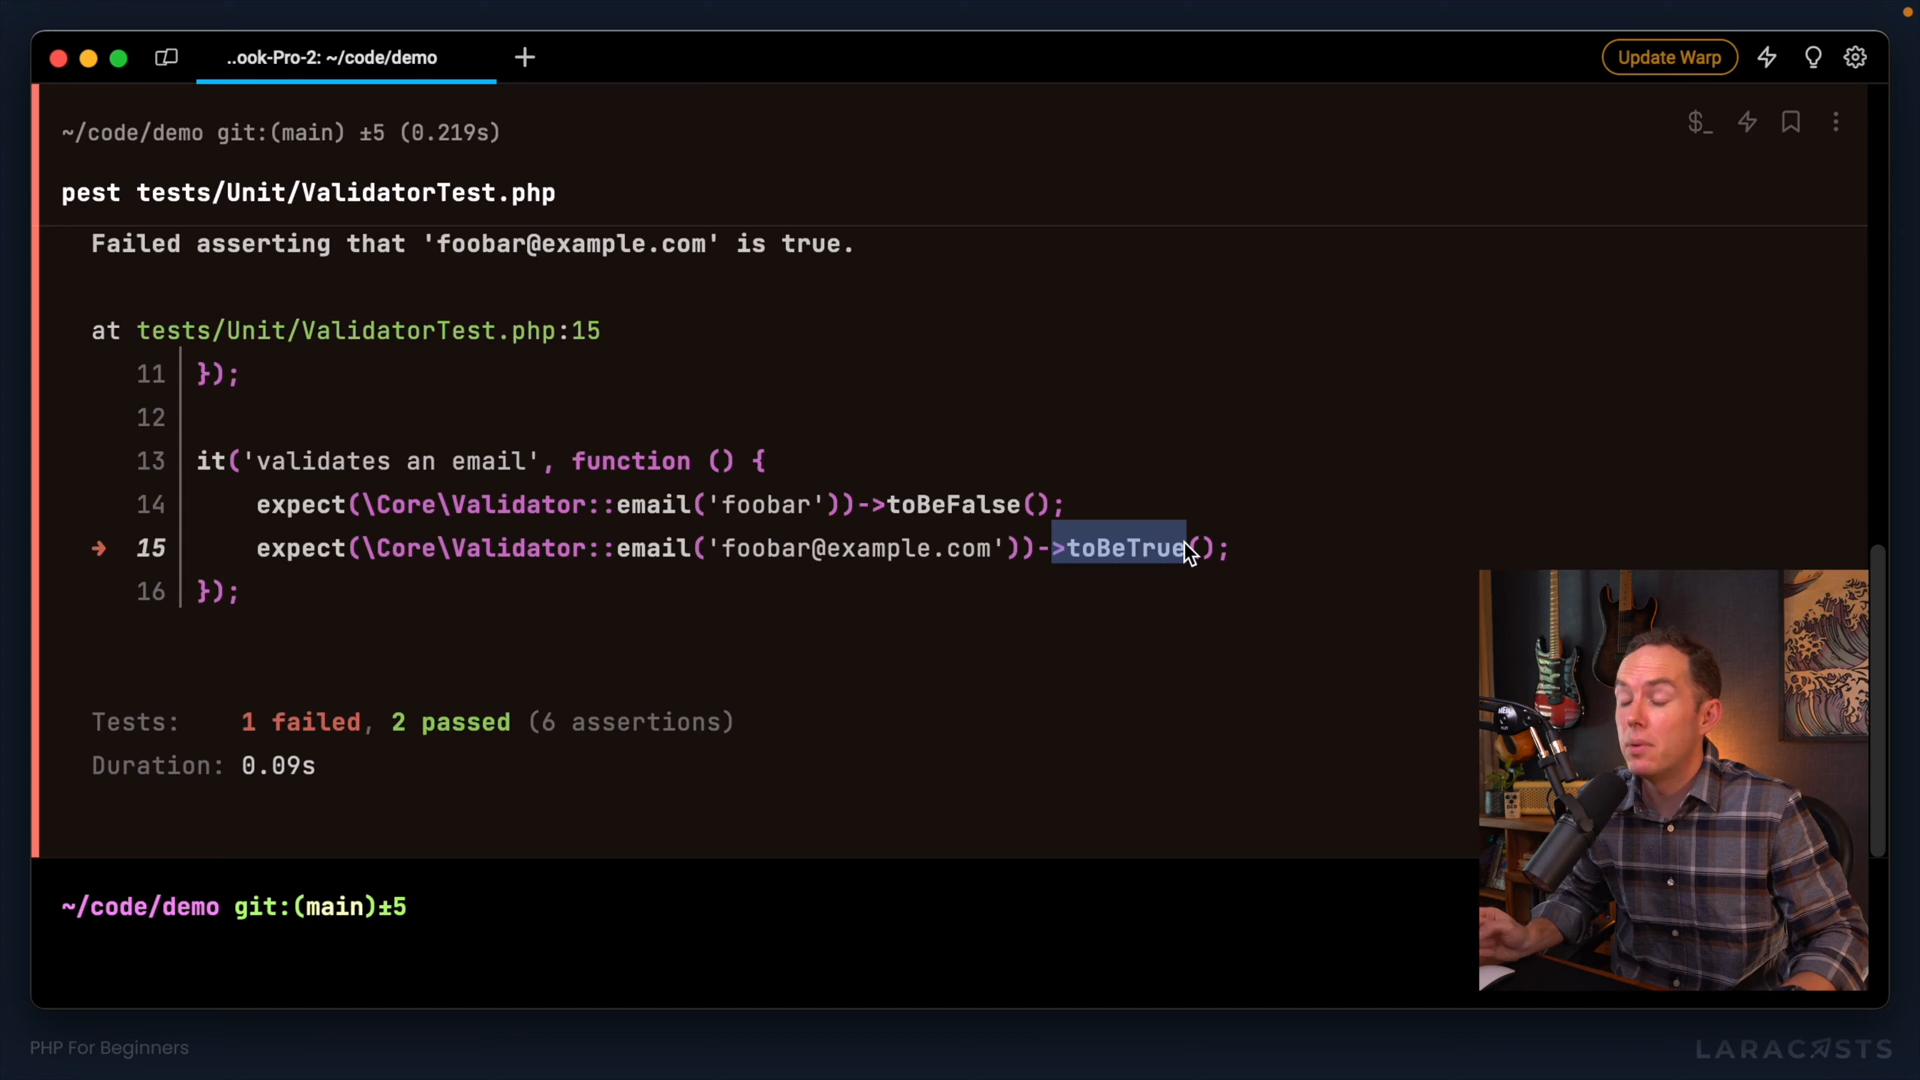 ..ook-Pro-2: ~/code/demo
Update Warp
~/code/demo git:(main) ±5 (0.219s)
$_
pest tests/Unit/ValidatorTest.php
Failed asserting that 'foobar@example.com' is true.
at tests/Unit/ValidatorTest.php:15
11 });
12
13 it('validates an email', function () {
14 expect(\Core\Validator::email('foobar'))->toBeFalse();
➜ 15 expect(\Core\Validator::email('foobar@example.com'))->toBeTrue();
16 });
Tests: 1 failed, 2 passed (6 assertions)
Duration: 0.09s
~/code/demo git:(main)±5
PHP For Beginners
LARACASTS